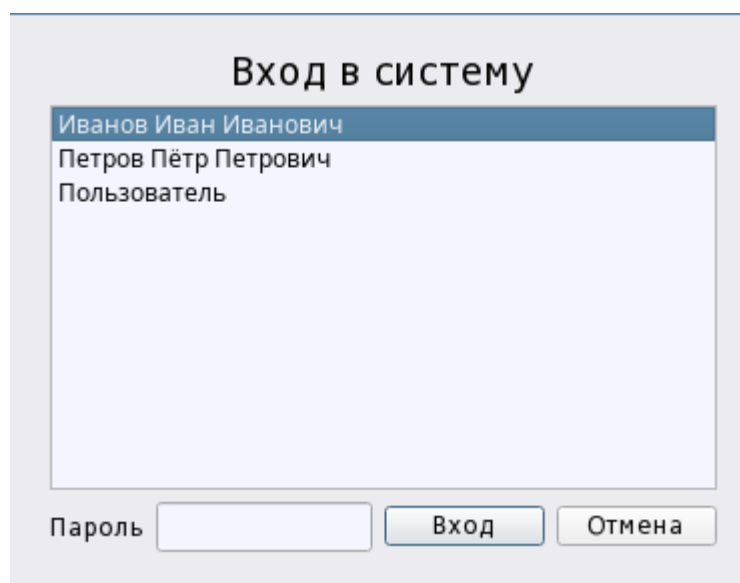 Вход в систему
Иванов Иван Иванович
Петров Пётр Петрович
Пользователь
Пароль Вход Отмена